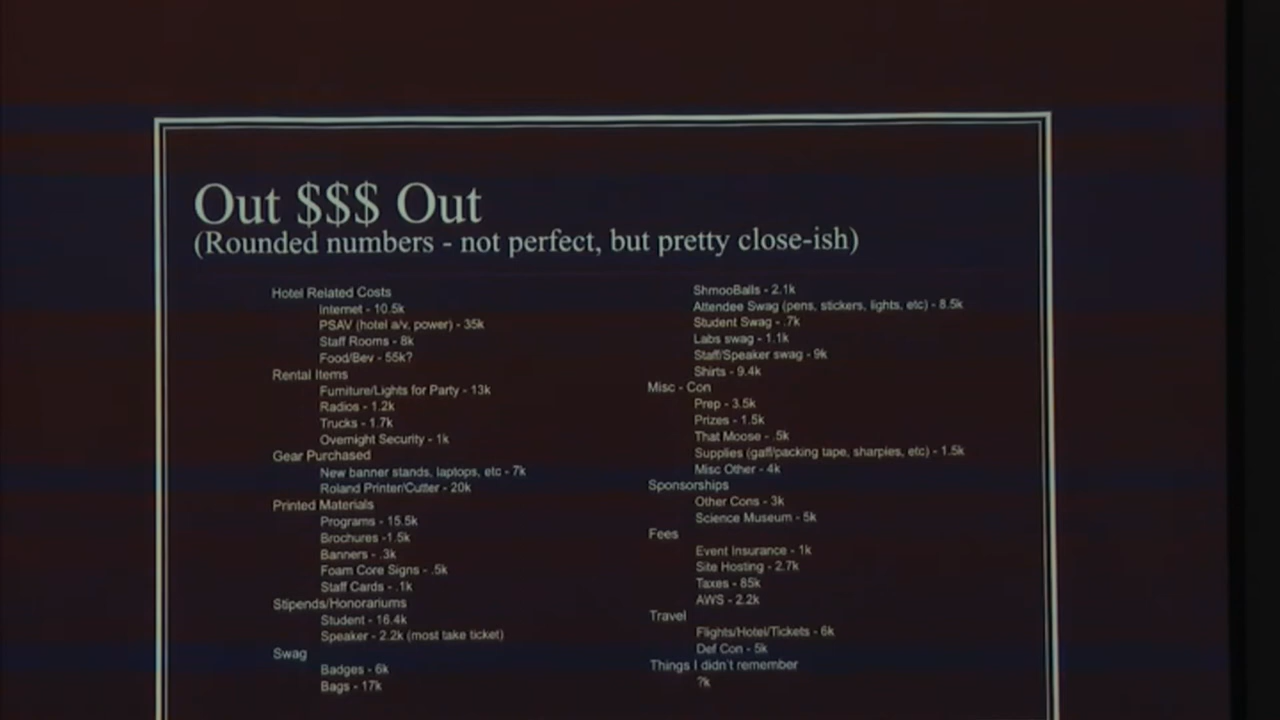 Out $$$ Out
(Rounded numbers - not perfect, but pretty close-ish)
Hotel Related Costs
Internet - 10.5k
PSAV (hotel a/v, power) - 35k
Staff Rooms - 8k
Food/Bev - 55k?
Rental Items
Furniture/Lights for Party - 13k
Radios - 1.2k
Trucks - 1.7k
Overnight Security - 1k
Gear Purchased
New banner stands, laptops, etc - 7k
Roland Printer/Cutter - 20k
Printed Materials
Programs - 15.5k
Brochures -1.5k
Banners - .3k
Foam Core Signs - .5k
Staff Cards - .1k
Stipends/Honorariums
Student - 16.4k
Speaker - 2.2k (most take ticket)
Swag
Badges - 6k
Bags - 17k
ShmooBalls - 2.1k
Attendee Swag (pens, stickers, lights, etc) - 8.5k
Student Swag - .7k
Labs swag - 1.1k
Staff/Speaker swag - 9k
Shirts - 9.4k
Misc - Con
Prep - 3.5k
Prizes - 1.5k
That Moose - .5k
Supplies (gaff/packing tape, sharpies, etc) - 1.5k
Misc Other - 4k
Sponsorships
Other Cons - 3k
Science Museum - 5k
Fees
Event Insurance - 1k
Site Hosting - 2.7k
Taxes - 85k
AWS - 2.2k
Travel
Flights/Hotel/Tickets - 6k
Def Con - 5k
Things I didn't remember
?k